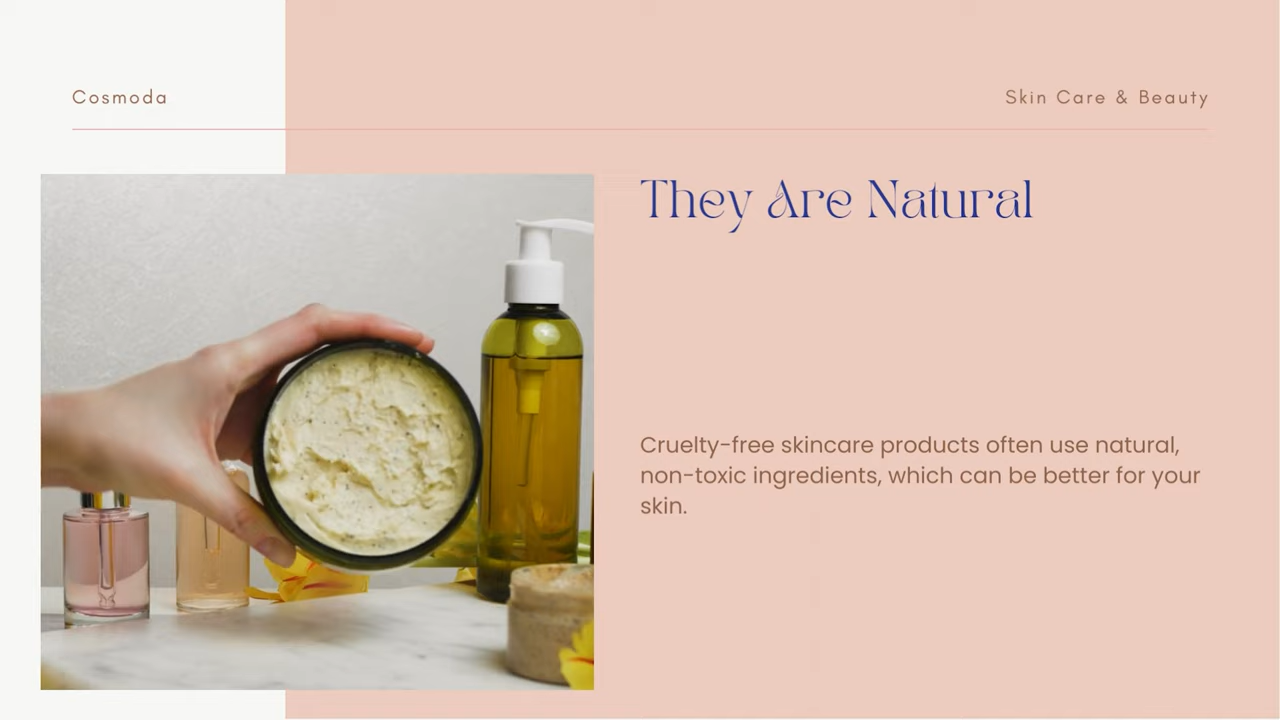 Cosmoda
Skin Care & Beauty
They Are Natural
Cruelty-free skincare products often use natural,
non-toxic ingredients, which can be better for your
skin.